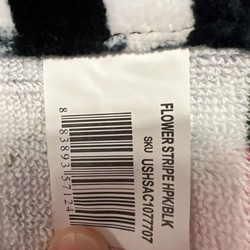 FLOWER STRIPE HPK/BLK
SKU USHSAC1077707
8 83893 57124